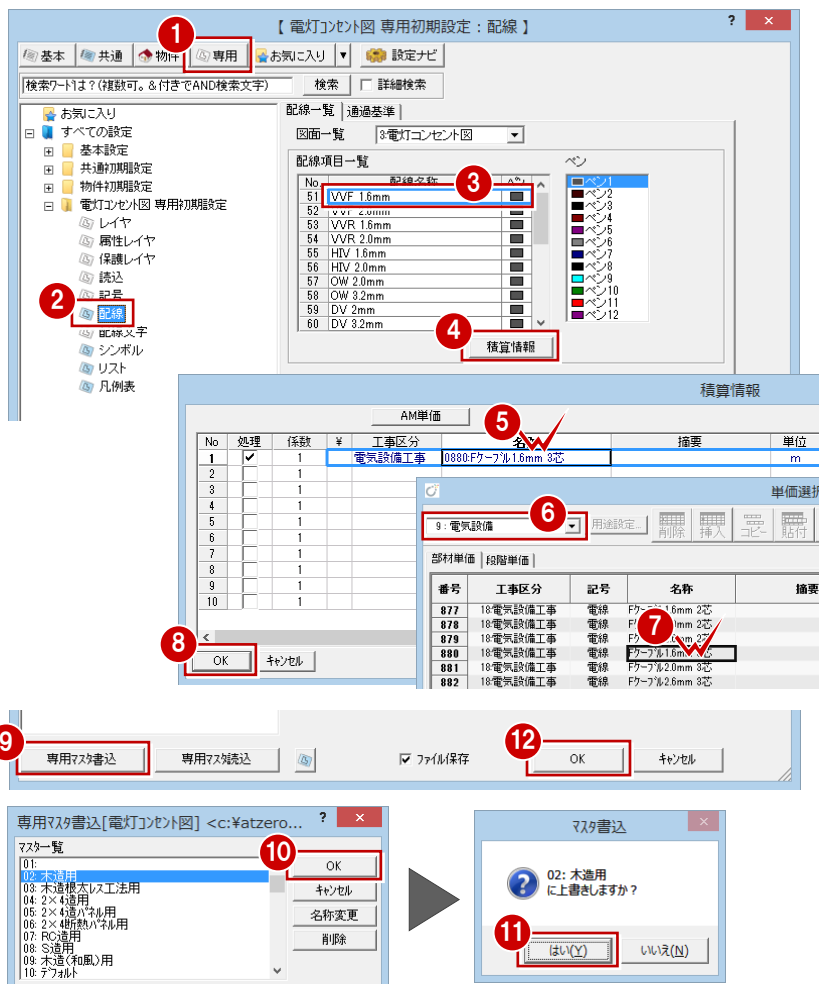 【 電灯ｺﾝｾﾝﾄ図 専用初期設定：配線 】
? ×
1
基本 共通 物件 専用 お気に入り ▼ 設定ナビ
検索ﾜｰﾄﾞは？(複数可。＆付きでAND検索文字) 検索 詳細検索
お気に入り
すべての設定
基本設定
共通初期設定
物件初期設定
電灯ｺﾝｾﾝﾄ図 専用初期設定
レイヤ
属性レイヤ
保護レイヤ
読込
記号
2
配線
配線文字
シンボル
リスト
凡例表
配線一覧 通過基準
図面一覧 3:電灯コンセント図
配線項目一覧
No. 配線名称 ペン
3
51 VVF 1.6mm
52 VVF 2.0mm
53 VVR 1.6mm
54 VVR 2.0mm
55 HIV 1.6mm
56 HIV 2.0mm
57 OW 2.0mm
58 OW 3.2mm
59 DV 2mm
60 DV 3.2mm
ペン
ペン1
ペン2
ペン3
ペン4
ペン5
ペン6
ペン7
ペン8
ペン9
ペン10
ペン11
ペン12
4
積算情報
積算情報
AM単価
5
No 処理 係数 ¥ 工事区分 名称 摘要 単位
1 1 電気設備工事 0880:Fｹｰﾌﾞﾙ1.6mm 3芯 m
2 1
3 1
4 1
5 1
6 1
7 1
8 1
9 1
10 1
8
OK ｷｬﾝｾﾙ
単価選択
6
9 : 電気設備 用途設定... 削除 挿入 コピー 貼付
部材単価 段階単価
番号 工事区分 記号 名称 摘要
877 18:電気設備工事 電線 Fｹｰﾌﾞﾙ1.6mm 2芯
878 18:電気設備工事 電線 Fｹｰﾌﾞﾙ2.0mm 2芯
879 18:電気設備工事 電線 Fｹｰﾌﾞﾙ2.6mm 2芯
7
880 18:電気設備工事 電線 Fｹｰﾌﾞﾙ1.6mm 3芯
881 18:電気設備工事 電線 Fｹｰﾌﾞﾙ2.0mm 3芯
882 18:電気設備工事 電線 Fｹｰﾌﾞﾙ2.6mm 3芯
9
専用ﾏｽﾀ書込 専用ﾏｽﾀ読込 ﾌｧｲﾙ保存
12
OK ｷｬﾝｾﾙ
専用ﾏｽﾀ書込[電灯ｺﾝｾﾝﾄ図] <c:¥atzero... ? ×
ﾏｽﾀ一覧
01:
02: 木造用
03: 木造根太レス工法用
04: 2×4造用
05: 2×4造ﾊﾟﾈﾙ用
06: 2×4断熱ﾊﾟﾈﾙ用
07: RC造用
08: S造用
09: 木造(和風)用
10: ﾃﾞﾌｫﾙﾄ
10
OK
ｷｬﾝｾﾙ
名称変更
削除
ﾏｽﾀ書込 ×
02: 木造用
に上書きしますか？
11
はい(Y) いいえ(N)